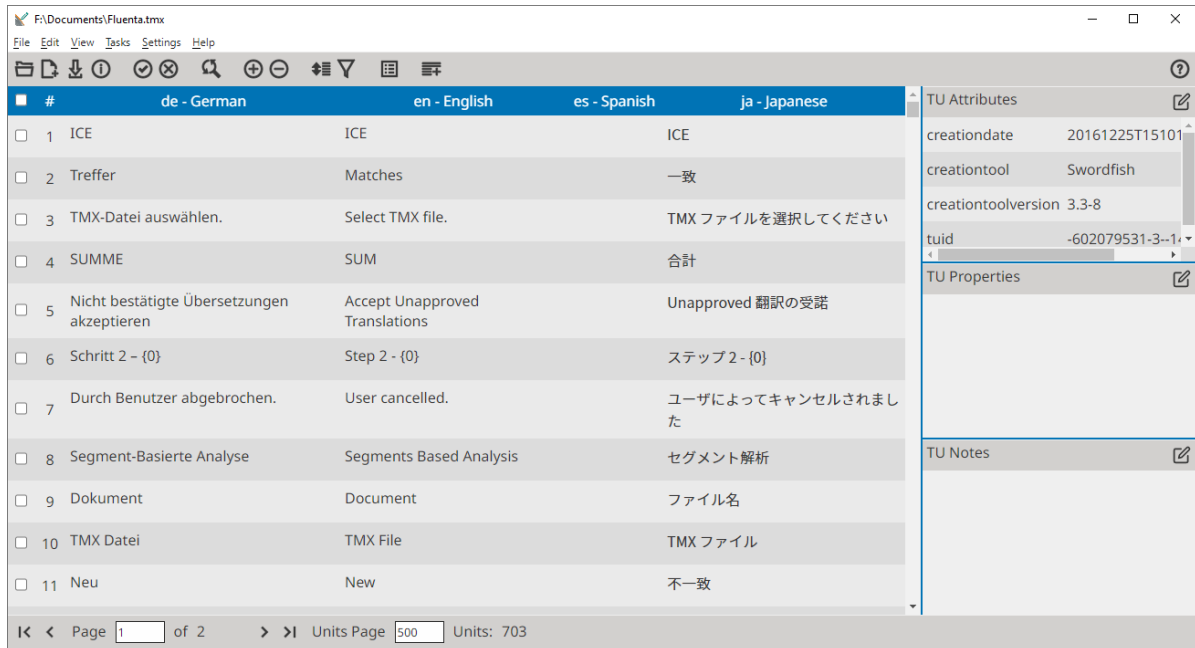 F:\Documents\Fluenta.tmx
File Edit View Tasks Settings Help
# de - German en - English es - Spanish ja - Japanese
1 ICE ICE ICE
2 Treffer Matches 一致
3 TMX-Datei auswählen. Select TMX file. TMX ファイルを選択してください
4 SUMME SUM 合計
5 Nicht bestätigte Übersetzungen Accept Unapproved Unapproved 翻訳の受諾
akzeptieren Translations
6 Schritt 2 – {0} Step 2 - {0} ステップ 2 - {0}
7 Durch Benutzer abgebrochen. User cancelled. ユーザによってキャンセルされまし
た
8 Segment-Basierte Analyse Segments Based Analysis セグメント解析
9 Dokument Document ファイル名
10 TMX Datei TMX File TMX ファイル
11 Neu New 不一致
TU Attributes
creationdate 20161225T15101
creationtool Swordfish
creationtoolversion 3.3-8
tuid -602079531-3--14
TU Properties
TU Notes
Page 1 of 2 Units Page 500 Units: 703